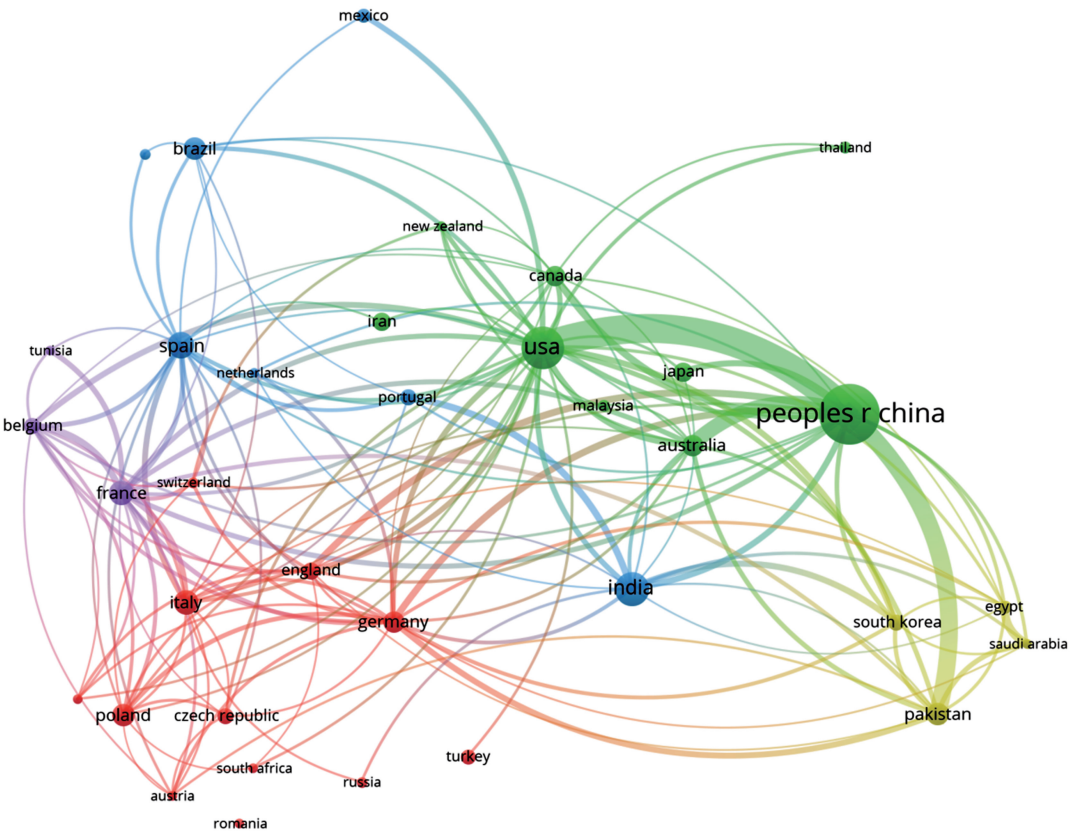 mexico
brazil
thailand
new zealand
canada
iran
spain
usa
tunisia
netherlands
japan
portugal
malaysia
peoples r china
belgium
australia
switzerland
france
england
india
italy
egypt
germany
south korea
saudi arabia
poland
czech republic
pakistan
turkey
south africa
russia
austria
romania